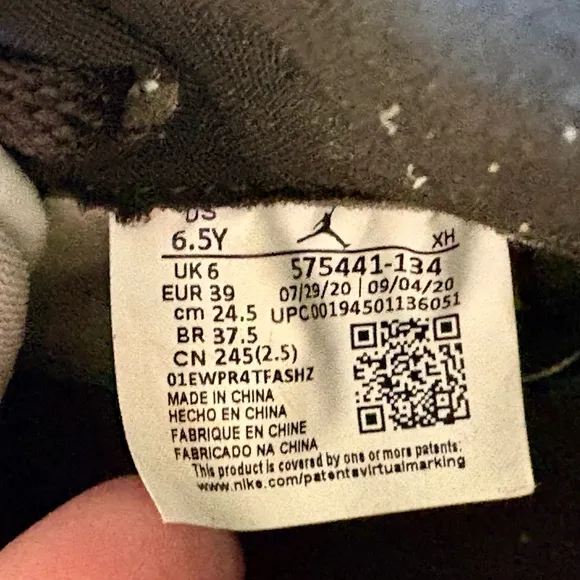 US
6.5Y
XH
UK 6
575441-134
EUR 39
07/29/20 | 09/04/20
cm 24.5
UPC00194501136051
BR 37.5
CN 245(2.5)
01EWPR4TFASHZ
MADE IN CHINA
HECHO EN CHINA
FABRIQUE EN CHINE
FABRICADO NA CHINA
This product is covered by one or more patents:
www.nike.com/patentsvirtualmarking